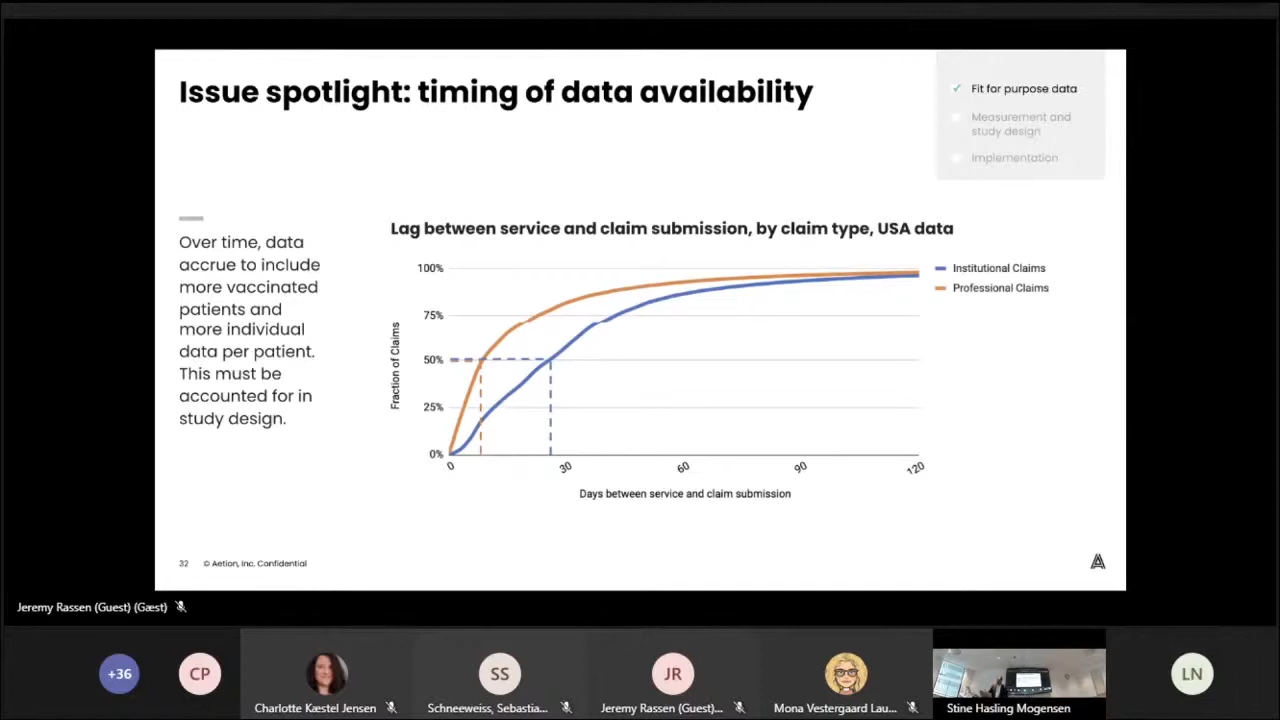 Issue spotlight: timing of data availability
✓ Fit for purpose data
Measurement and
study design
Implementation
Over time, data
accrue to include
more vaccinated
patients and
more individual
data per patient.
This must be
accounted for in
study design.
Lag between service and claim submission, by claim type, USA data
100%
75%
50%
25%
0%
Fraction of Claims
0
30
60
90
120
Days between service and claim submission
Institutional Claims
Professional Claims
32 © Aetion, Inc. Confidential
Jeremy Rassen (Guest) (Gæst)
+36
CP
Charlotte Kæstel Jensen
SS
Schneeweiss, Sebastia...
JR
Jeremy Rassen (Guest)...
Mona Vestergaard Lau...
Stine Hasling Mogensen
LN